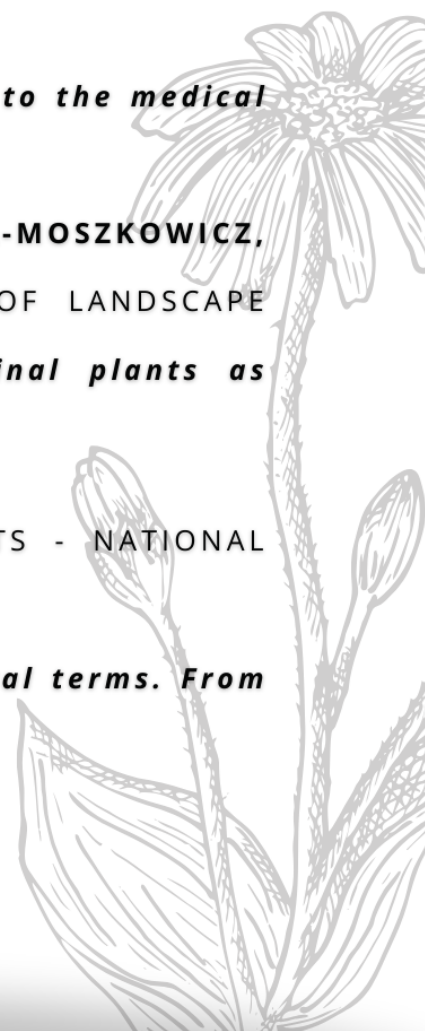 to the medical
-MOSZKOWICZ,
OF LANDSCAPE
inal plants as
TS - NATIONAL
al terms. From